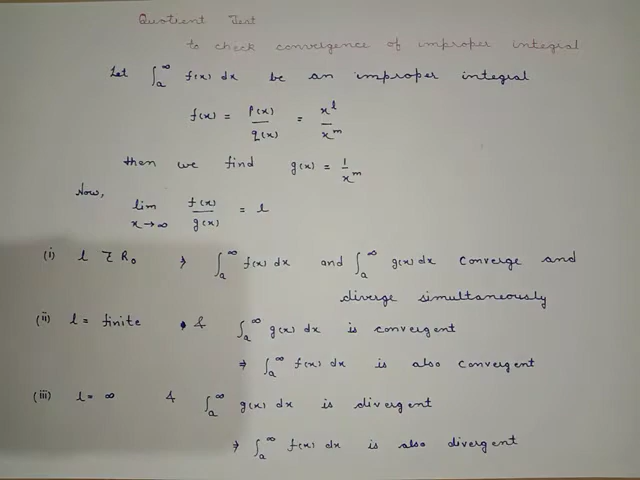 Quotient Test
to check convergence of improper integral
Let ∫ₐ^∞ f(x) dx be an improper integral
f(x) = p(x)/q(x) = x^l/x^m
then we find g(x) = 1/x^m
Now,
lim x→∞ f(x)/g(x) = l
(i) l ∈ R₀ ⇒ ∫ₐ^∞ f(x) dx and ∫ₐ^∞ g(x) dx converge and
diverge simultaneously
(ii) l = finite & ∫ₐ^∞ g(x) dx is convergent
⇒ ∫ₐ^∞ f(x) dx is also convergent
(iii) l = ∞ & ∫ₐ^∞ g(x) dx is divergent
⇒ ∫ₐ^∞ f(x) dx is also divergent